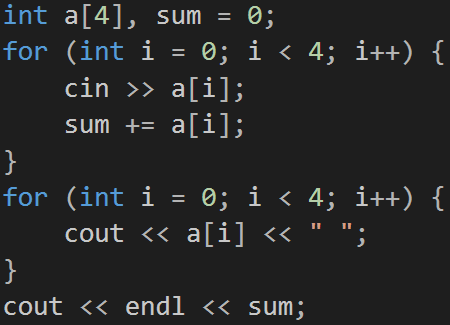 int a[4], sum = 0;
for (int i = 0; i < 4; i++) {
    cin >> a[i];
    sum += a[i];
}
for (int i = 0; i < 4; i++) {
    cout << a[i] << " ";
}
cout << endl << sum;